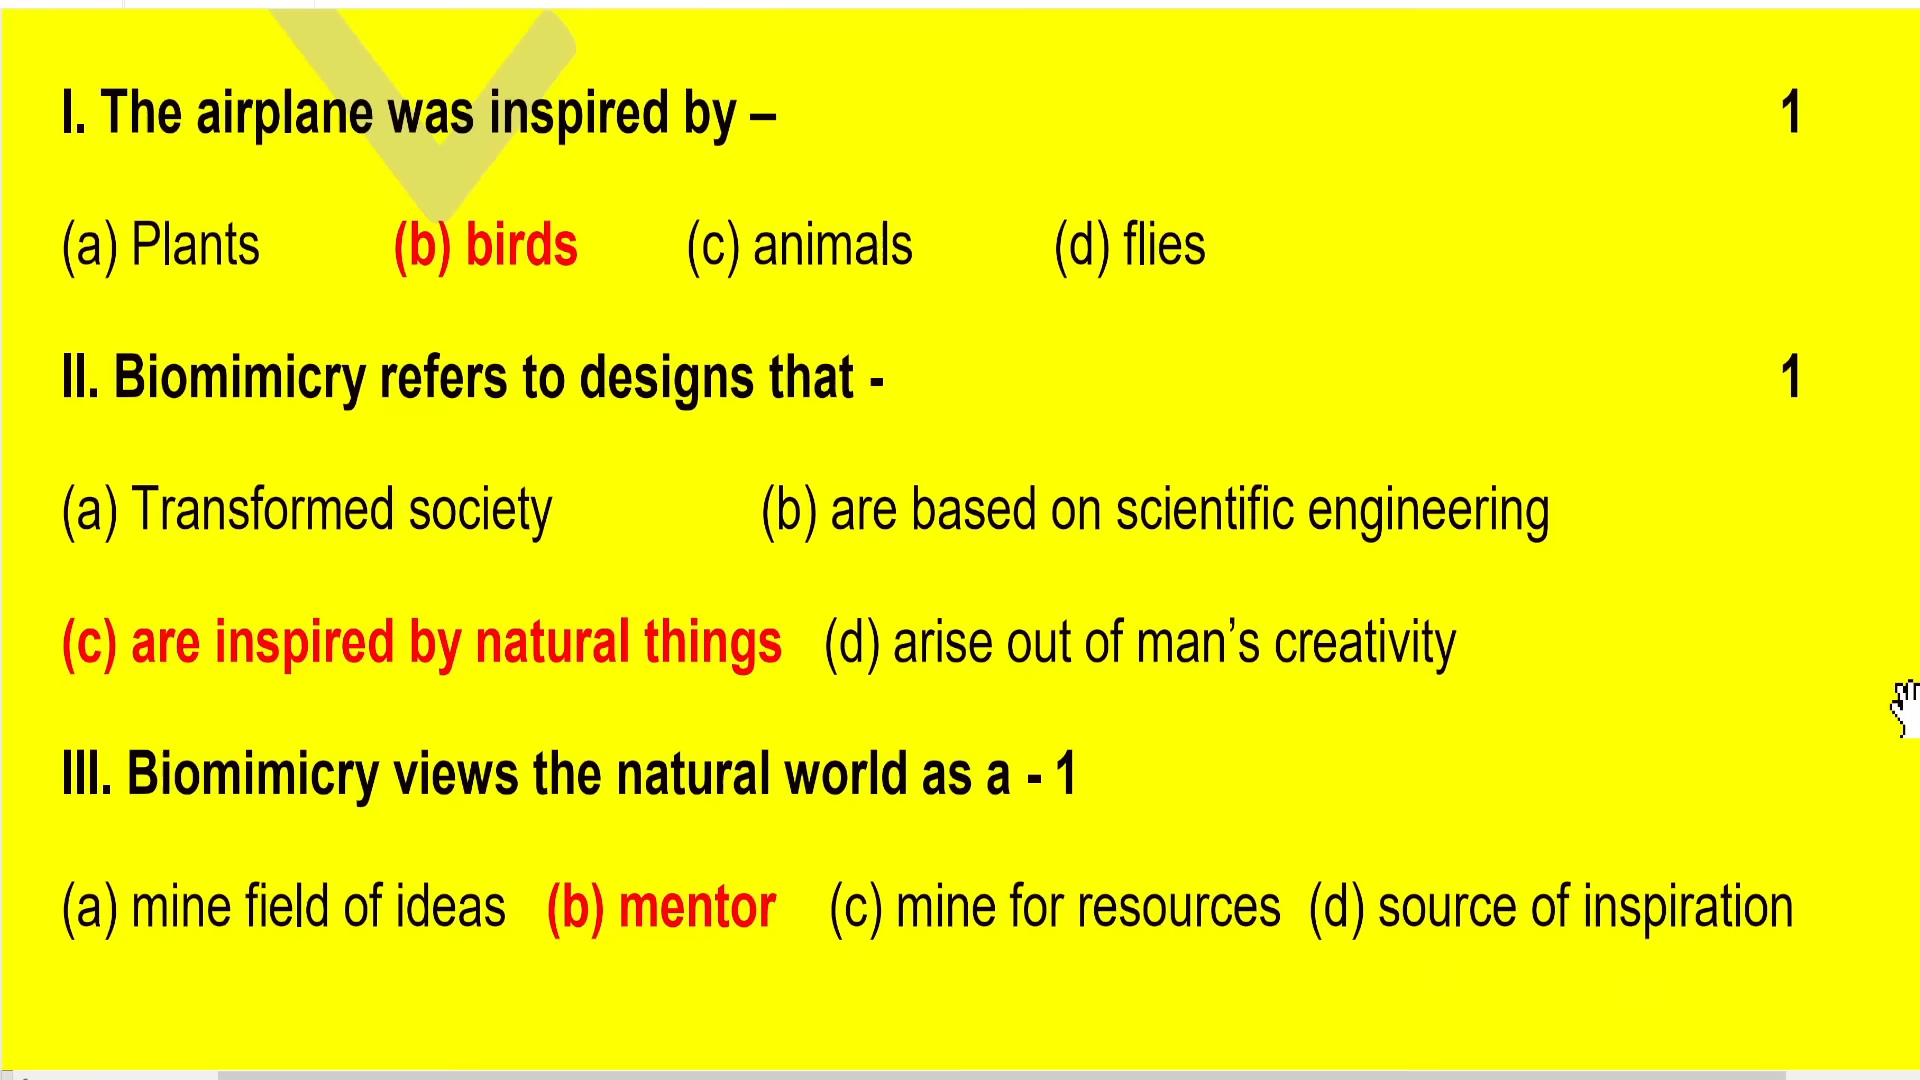 I. The airplane was inspired by – 1
(a) Plants (b) birds (c) animals (d) flies
II. Biomimicry refers to designs that - 1
(a) Transformed society (b) are based on scientific engineering
(c) are inspired by natural things (d) arise out of man’s creativity
III. Biomimicry views the natural world as a - 1
(a) mine field of ideas (b) mentor (c) mine for resources (d) source of inspiration